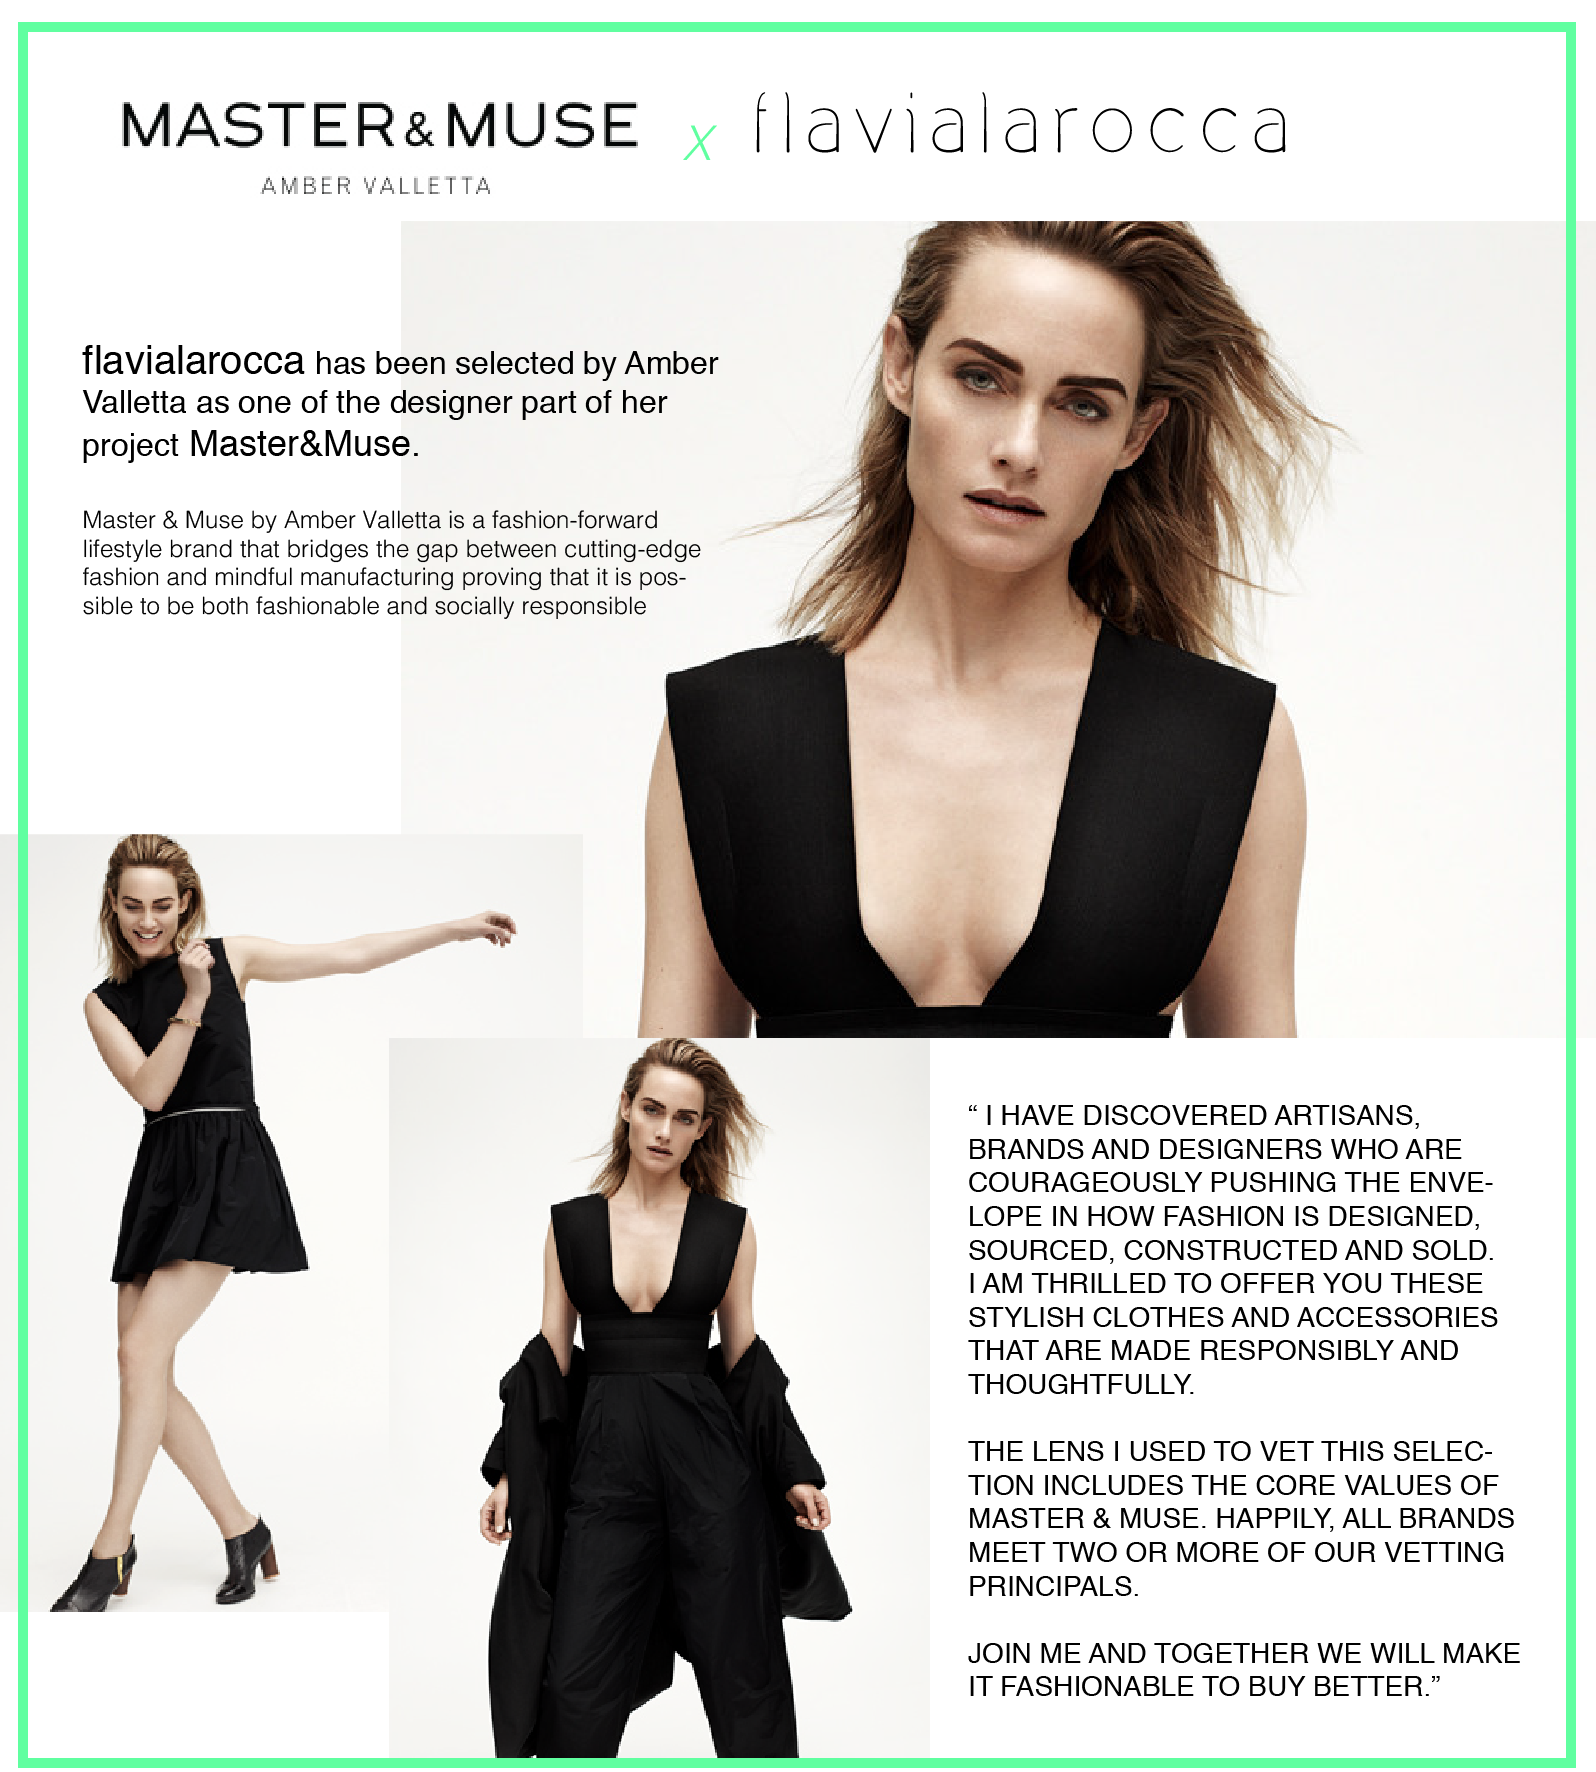 MASTER&MUSE x flavialarocca
AMBER VALLETTA
flavialarocca has been selected by Amber
Valletta as one of the designer part of her
project Master&Muse.
Master & Muse by Amber Valletta is a fashion-forward
lifestyle brand that bridges the gap between cutting-edge
fashion and mindful manufacturing proving that it is pos-
sible to be both fashionable and socially responsible
“ I HAVE DISCOVERED ARTISANS,
BRANDS AND DESIGNERS WHO ARE
COURAGEOUSLY PUSHING THE ENVE-
LOPE IN HOW FASHION IS DESIGNED,
SOURCED, CONSTRUCTED AND SOLD.
I AM THRILLED TO OFFER YOU THESE
STYLISH CLOTHES AND ACCESSORIES
THAT ARE MADE RESPONSIBLY AND
THOUGHTFULLY.
THE LENS I USED TO VET THIS SELEC-
TION INCLUDES THE CORE VALUES OF
MASTER & MUSE. HAPPILY, ALL BRANDS
MEET TWO OR MORE OF OUR VETTING
PRINCIPALS.
JOIN ME AND TOGETHER WE WILL MAKE
IT FASHIONABLE TO BUY BETTER.”